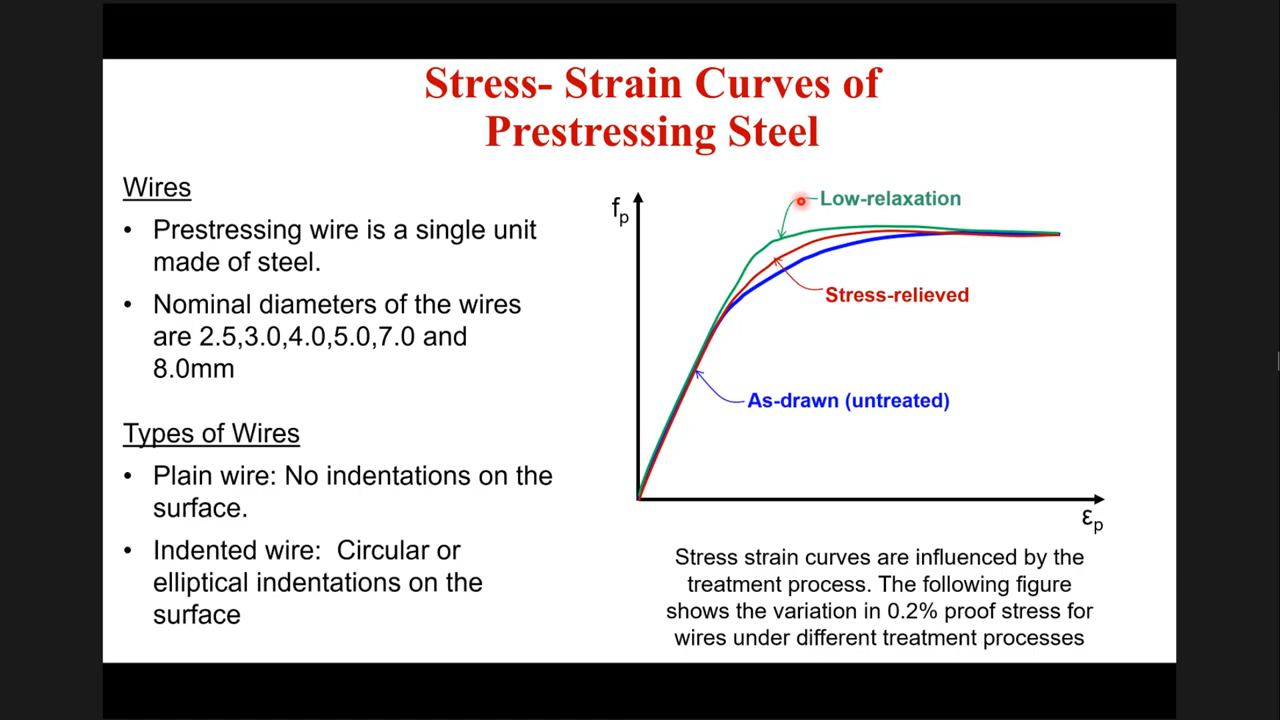 Stress- Strain Curves of
Prestressing Steel
Wires
• Prestressing wire is a single unit
made of steel.
• Nominal diameters of the wires
are 2.5,3.0,4.0,5.0,7.0 and
8.0mm
Types of Wires
• Plain wire: No indentations on the
surface.
• Indented wire: Circular or
elliptical indentations on the
surface
fp
Low-relaxation
Stress-relieved
As-drawn (untreated)
εp
Stress strain curves are influenced by the
treatment process. The following figure
shows the variation in 0.2% proof stress for
wires under different treatment processes